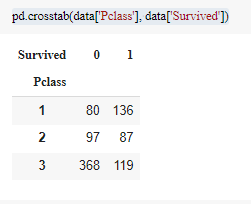 pd.crosstab(data['Pclass'], data['Survived'])
Survived 0 1
Pclass
1 80 136
2 97 87
3 368 119